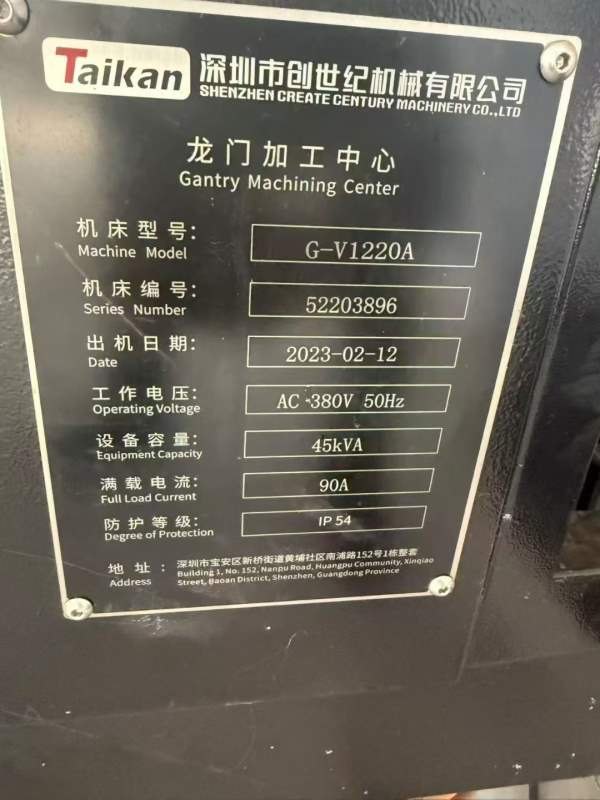 Taikan 深圳市创世纪机械有限公司
SHENZHEN CREATE CENTURY MACHINERY CO.,LTD
龙门加工中心
Gantry Machining Center
机床型号: G-V1220A
Machine Model
机床编号: 52203896
Series Number
出机日期: 2023-02-12
Date
工作电压: AC 380V 50Hz
Operating Voltage
设备容量: 45kVA
Equipment Capacity
满载电流: 90A
Full Load Current
防护等级: IP 54
Degree of Protection
地址: 深圳市宝安区新桥街道黄埔社区南浦路152号1栋整套
Address Building 1, No. 152, Nanpu Road, Huangpu Community, Xinqiao
Street, Baoan District, Shenzhen, Guangdong Province